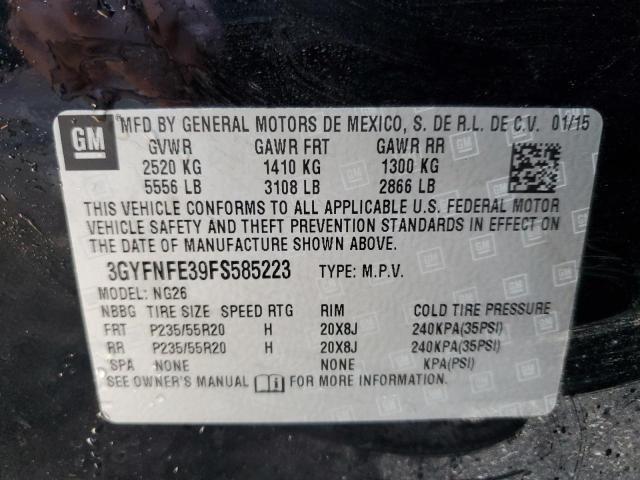 GM ® MFD BY GENERAL MOTORS DE MEXICO, S. DE R.L. DE C.V. 01/15
GVWR GAWR FRT GAWR RR
2520 KG 1410 KG 1300 KG
5556 LB 3108 LB 2866 LB
THIS VEHICLE CONFORMS TO ALL APPLICABLE U.S. FEDERAL MOTOR
VEHICLE SAFETY AND THEFT PREVENTION STANDARDS IN EFFECT ON
THE DATE OF MANUFACTURE SHOWN ABOVE.
3GYFNFE39FS585223 TYPE: M.P.V.
MODEL: NG26
NBBG TIRE SIZE SPEED RTG RIM COLD TIRE PRESSURE
FRT P235/55R20 H 20X8J 240KPA(35PSI)
RR P235/55R20 H 20X8J 240KPA(35PSI)
SPA NONE NONE KPA(PSI)
SEE OWNER'S MANUAL FOR MORE INFORMATION.